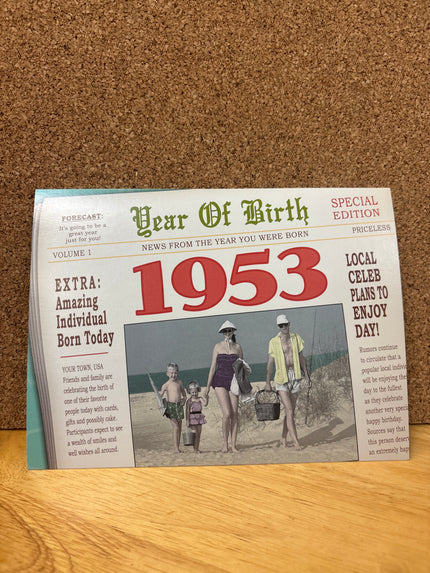 FORECAST:
It's going to be a
great year
just for you!
Year Of Birth
SPECIAL
EDITION
NEWS FROM THE YEAR YOU WERE BORN
VOLUME 1
PRICELESS
1953
EXTRA:
Amazing
Individual
Born Today
YOUR TOWN, USA
Friends and family are
celebrating the birth of
one of their favorite
people today with cards,
gifts and possibly cake.
Participants expect to see
a wealth of smiles and
well wishes all around.
LOCAL
CELEB
PLANS TO
ENJOY
DAY!
Rumors continue
to circulate that a
popular local indivi
will be enjoying the
day to the fullest
as they celebrate
another very speci
happy birthday.
Sources say that
this person deser
an extremely hap